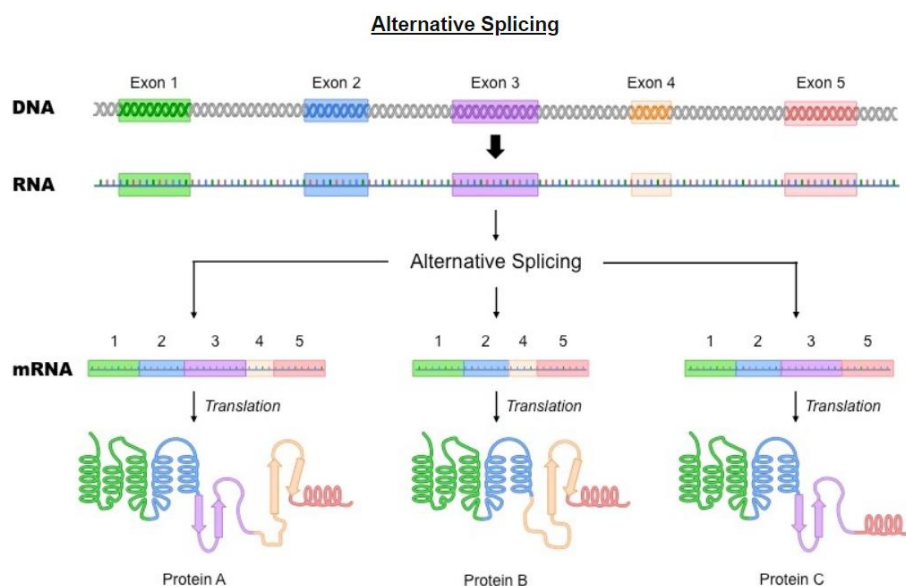 Alternative Splicing
Exon 1 Exon 2 Exon 3 Exon 4 Exon 5
DNA
RNA
Alternative Splicing
1 2 3 4 5 1 2 4 5 1 2 3 5
mRNA
Translation Translation Translation
Protein A Protein B Protein C